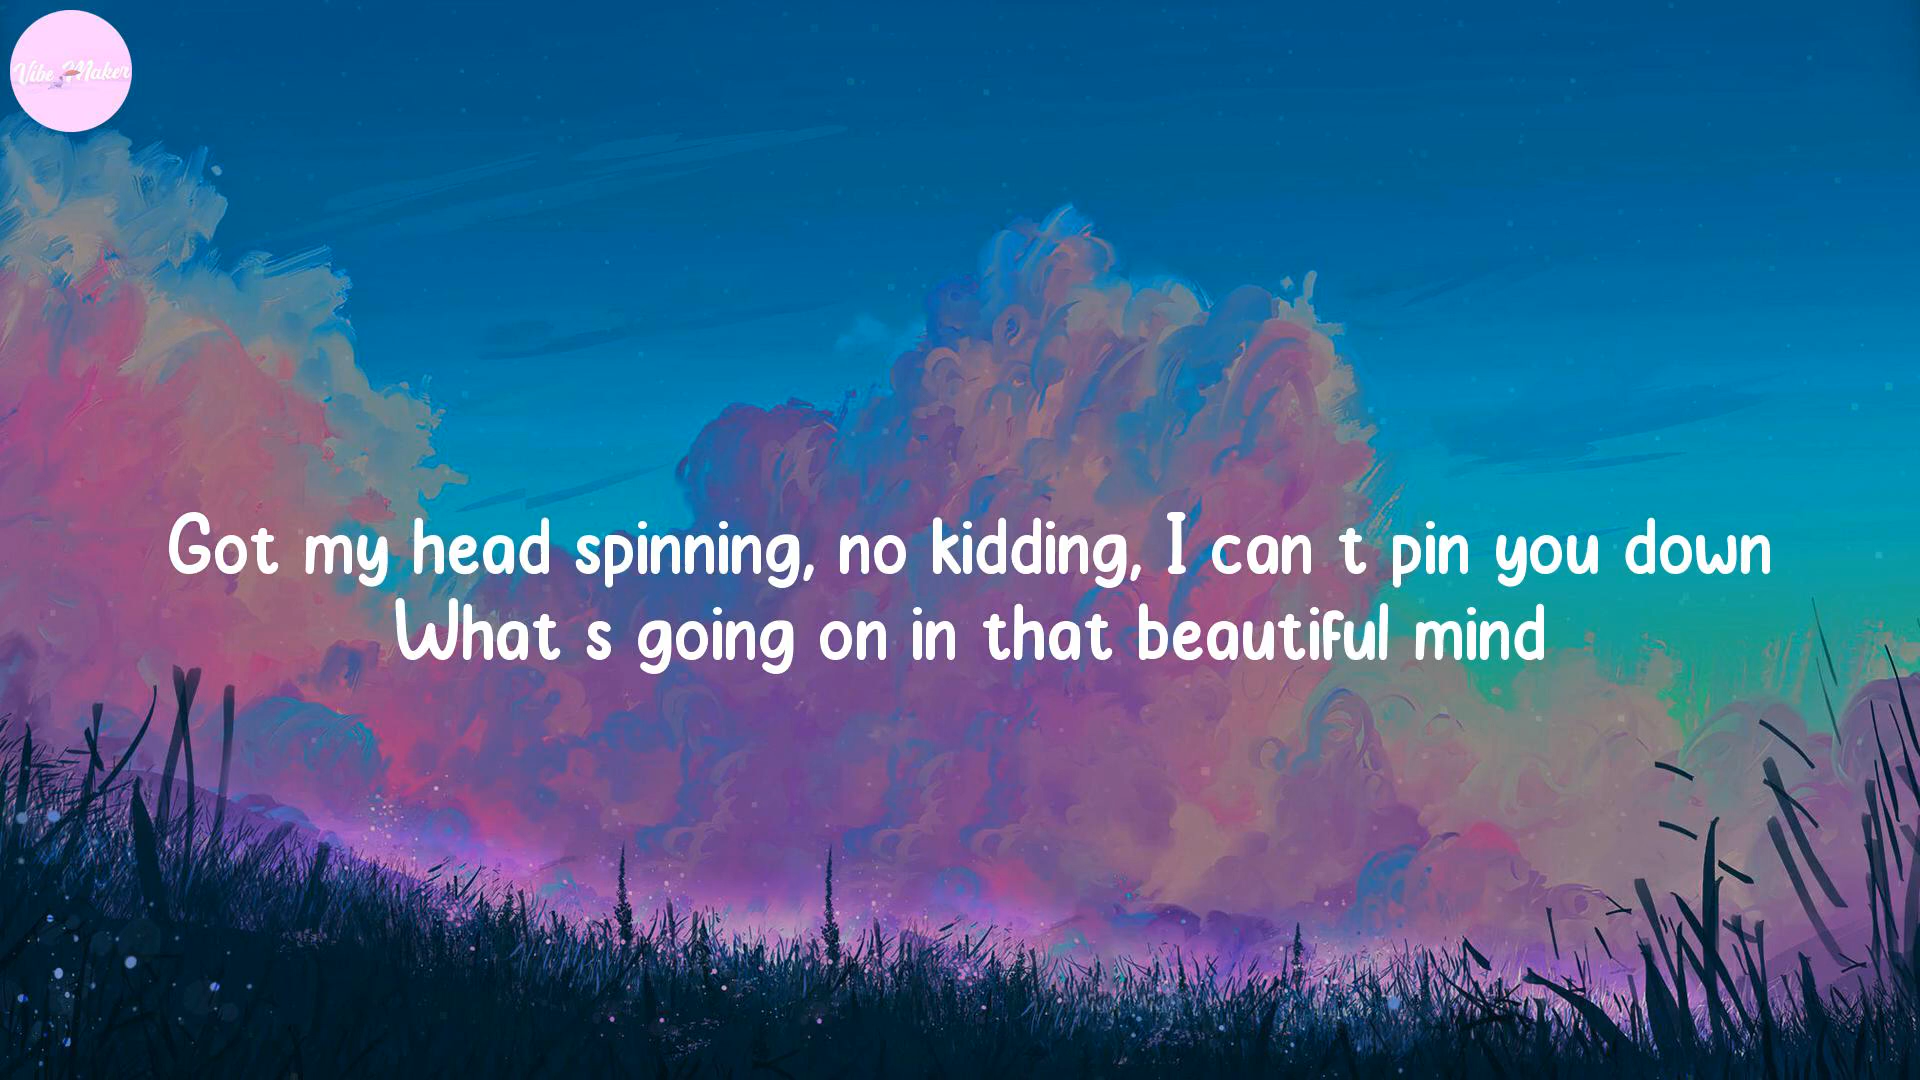 Vibe Maker
Got my head spinning, no kidding, I can t pin you down
What s going on in that beautiful mind